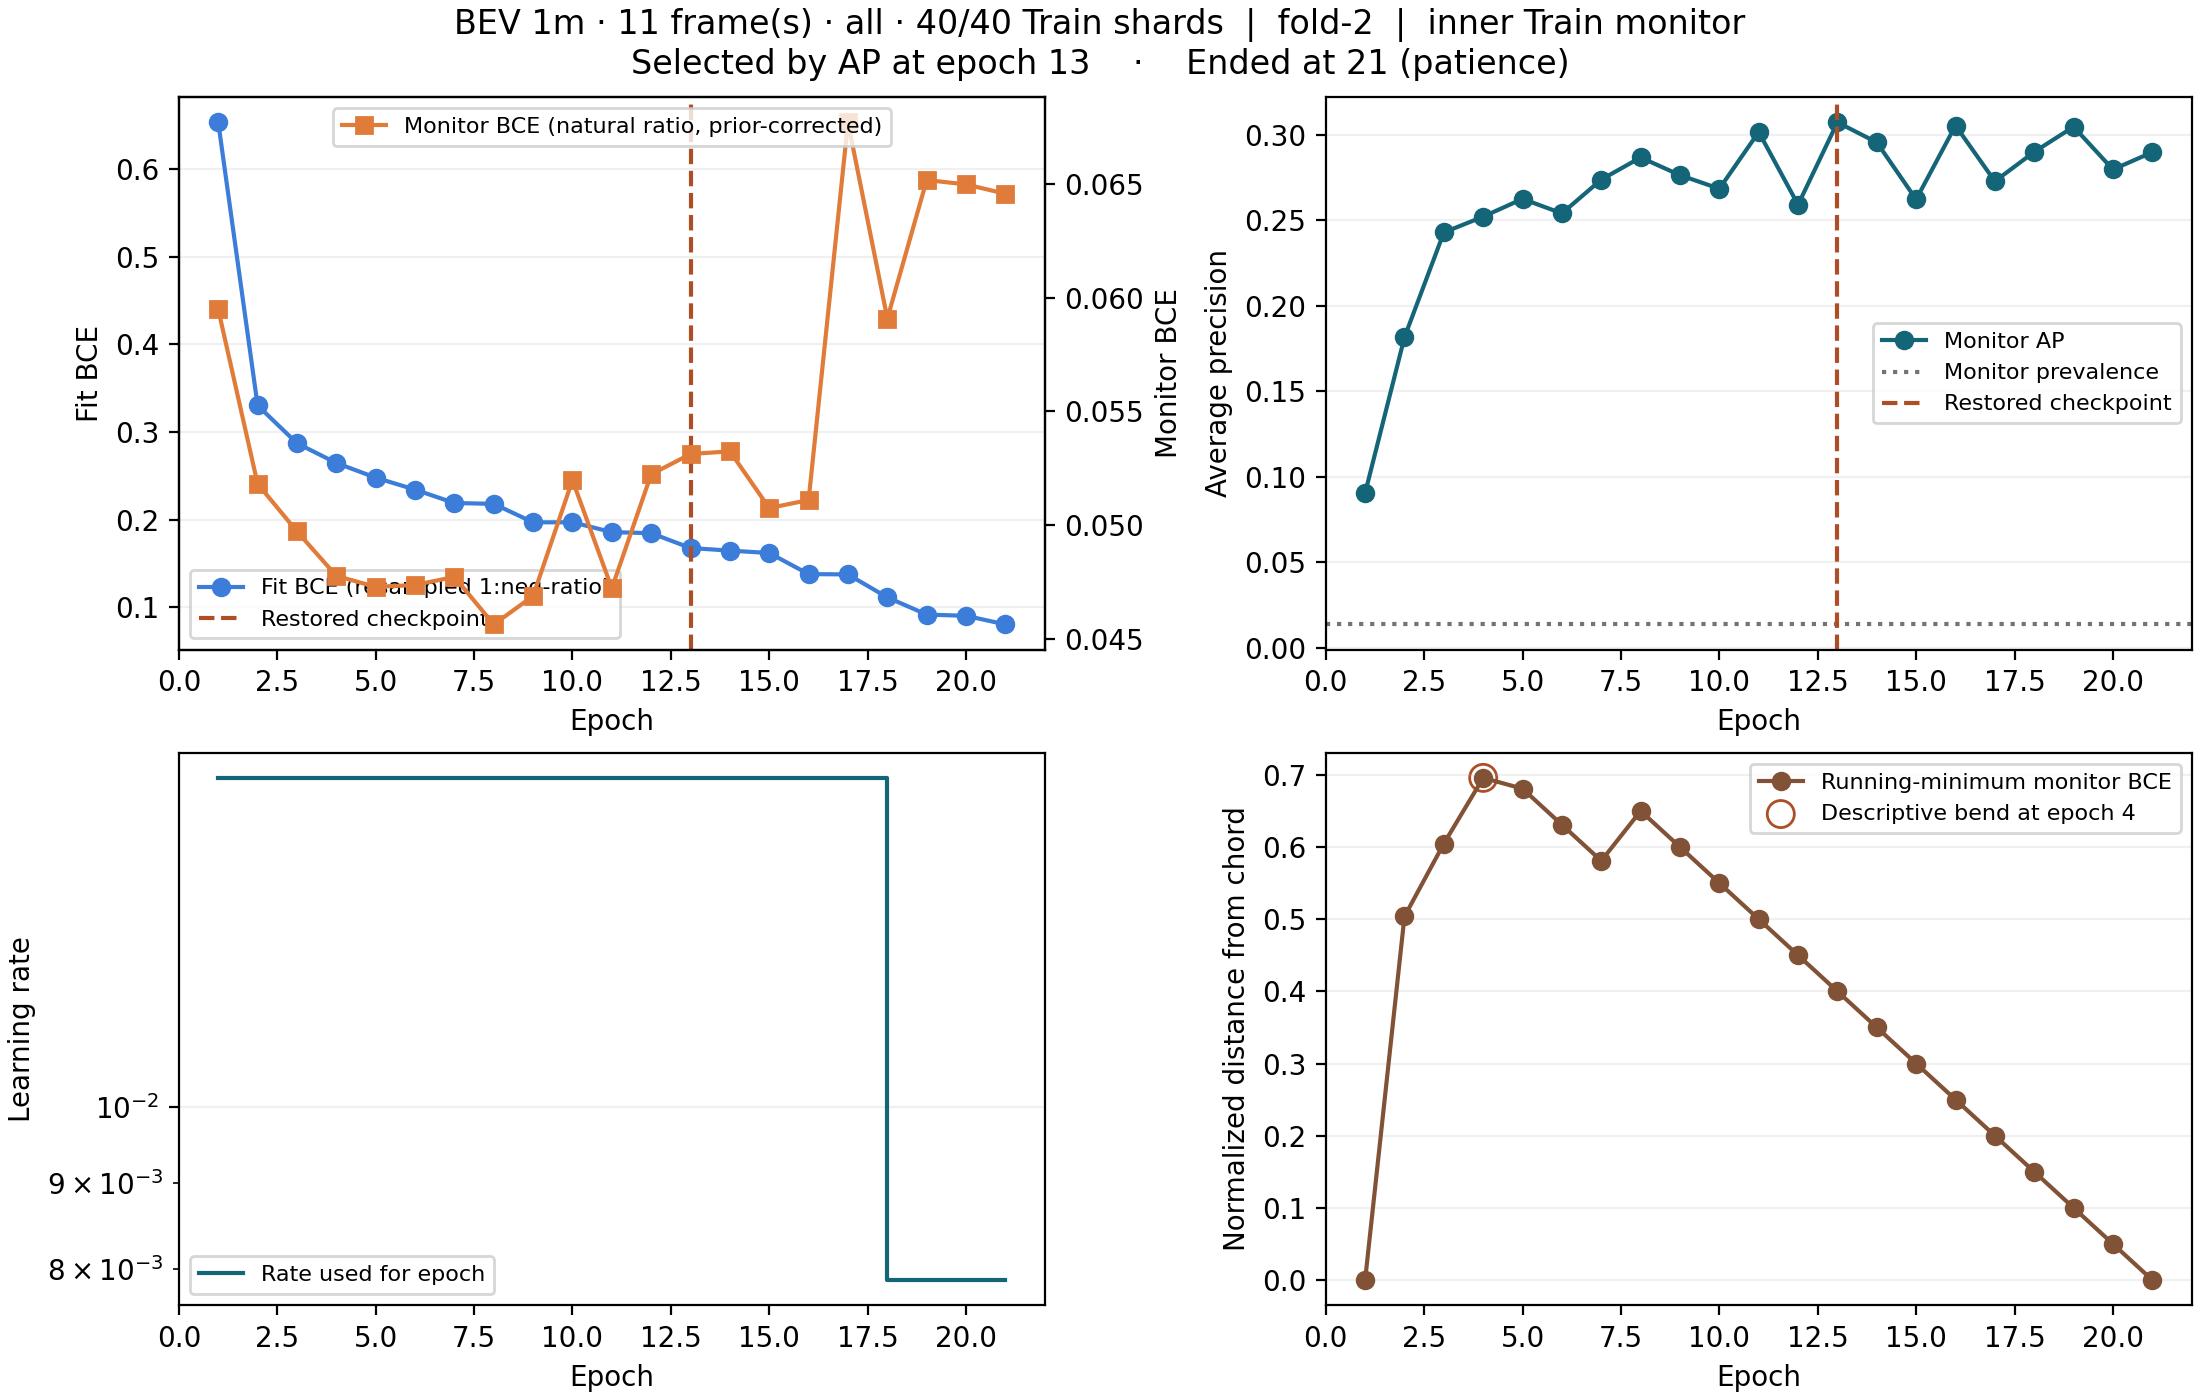 BEV 1m · 11 frame(s) · all · 40/40 Train shards | fold-2 | inner Train monitor
Selected by AP at epoch 13 · Ended at 21 (patience)
Monitor BCE (natural ratio, prior-corrected)
Fit BCE (resampled 1:neg-ratio)
Restored checkpoint
Fit BCE
0.6
0.5
0.4
0.3
0.2
0.1
0.065
0.060
0.055
0.050
0.045
Monitor BCE
0.0 2.5 5.0 7.5 10.0 12.5 15.0 17.5 20.0
Epoch
Average precision
0.30
0.25
0.20
0.15
0.10
0.05
0.00
Monitor AP
Monitor prevalence
Restored checkpoint
0.0 2.5 5.0 7.5 10.0 12.5 15.0 17.5 20.0
Epoch
Learning rate
10⁻²
9 × 10⁻³
8 × 10⁻³
Rate used for epoch
0.0 2.5 5.0 7.5 10.0 12.5 15.0 17.5 20.0
Epoch
Normalized distance from chord
0.7
0.6
0.5
0.4
0.3
0.2
0.1
0.0
Running-minimum monitor BCE
Descriptive bend at epoch 4
0.0 2.5 5.0 7.5 10.0 12.5 15.0 17.5 20.0
Epoch